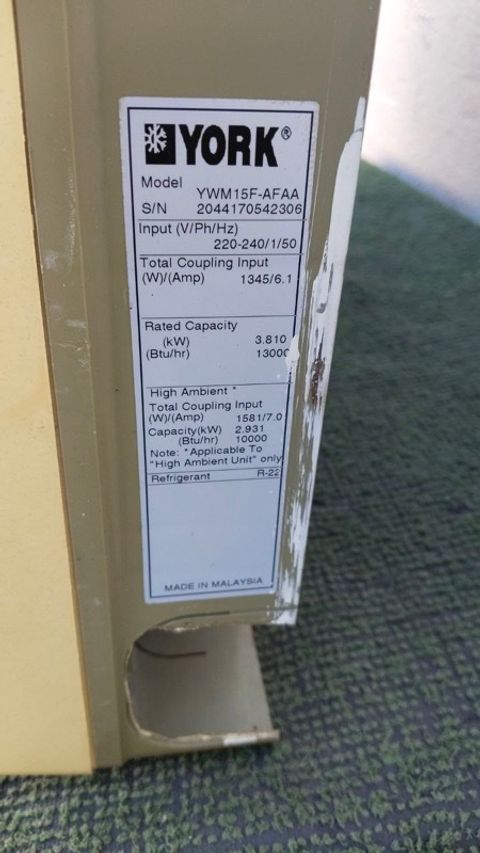 YORK®
Model YWM15F-AFAA
S/N 2044170542306
Input (V/Ph/Hz)
220-240/1/50
Total Coupling Input
(W)/(Amp) 1345/6.1
Rated Capacity
(kW) 3.810
(Btu/hr) 13000
High Ambient *
Total Coupling Input
(W)/(Amp) 1581/7.0
Capacity(kW) 2.931
(Btu/hr) 10000
Note: *Applicable To
"High Ambient Unit" only
Refrigerant R-22
MADE IN MALAYSIA